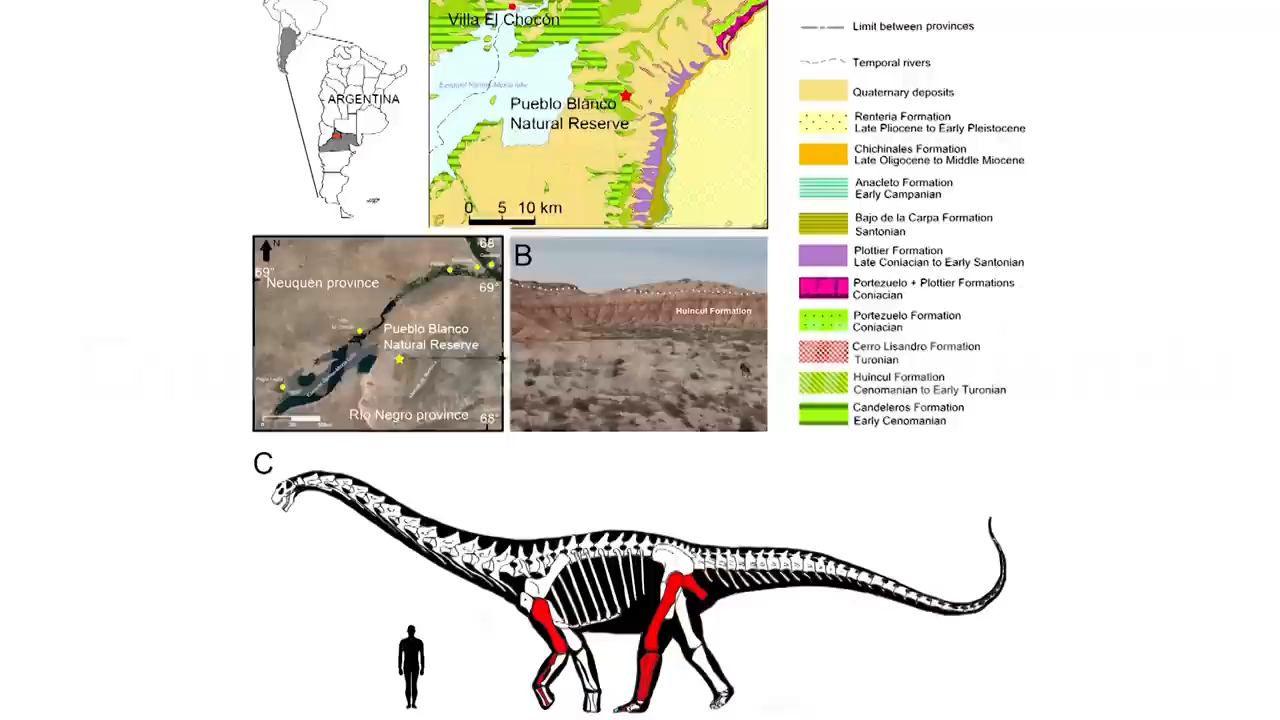 Villa El Chocón
ARGENTINA
Pueblo Blanco
Natural Reserve
0 5 10 km
Limit between provinces
Temporal rivers
Quaternary deposits
Renteria Formation
Late Pliocene to Early Pleistocene
Chichinales Formation
Late Oligocene to Middle Miocene
Anacleto Formation
Early Campanian
Bajo de la Carpa Formation
Santonian
Plottier Formation
Late Coniacian to Early Santonian
Portezuelo + Plottier Formations
Coniacian
Portezuelo Formation
Coniacian
Cerro Lisandro Formation
Turonian
Huincul Formation
Cenomanian to Early Turonian
Candeleros Formation
Early Cenomanian
N
68
69°
Neuquén province
69°
Pueblo Blanco
Natural Reserve
Río Negro province
68°
B
Huincul Formation
C